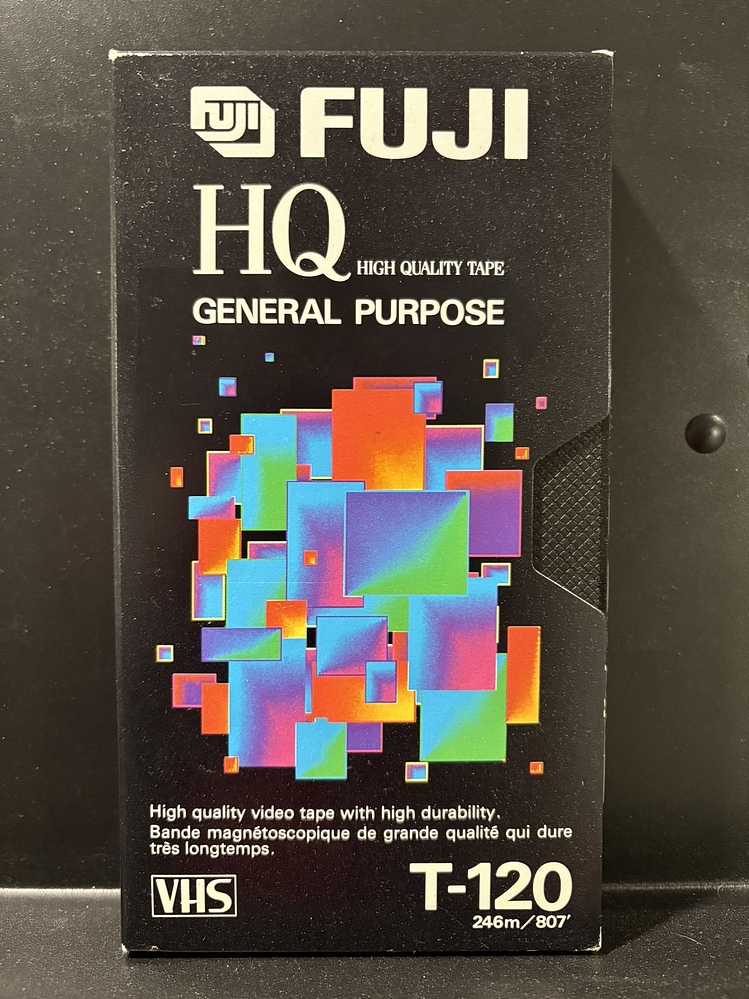 FUJI FUJI
HQ HIGH QUALITY TAPE
GENERAL PURPOSE
High quality video tape with high durability.
Bande magnétoscopique de grande qualité qui dure
très longtemps.
VHS
T-120
246m/807'